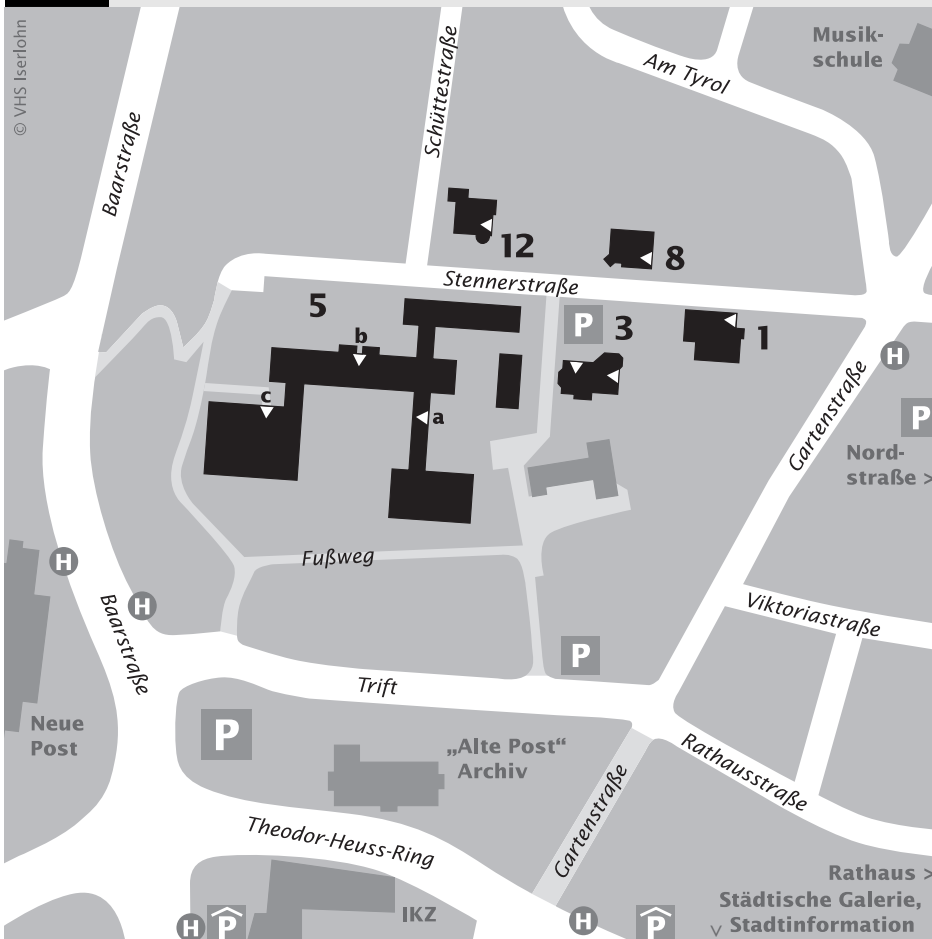 © VHS Iserlohn
Baarstraße
Schüttestraße
Am Tyrol
Musik-
schule
12
8
Stennerstraße
5
P
3
1
b
H
c
a
Gartenstraße
P
Nord-
straße >
Fußweg
H
H
Baarstraße
Viktoriastraße
P
Trift
Neue
Post
P
„Alte Post“
Archiv
Rathausstraße
Gartenstraße
Theodor-Heuss-Ring
Rathaus >
Städtische Galerie,
˅ Stadtinformation
IKZ
H
P
H
P